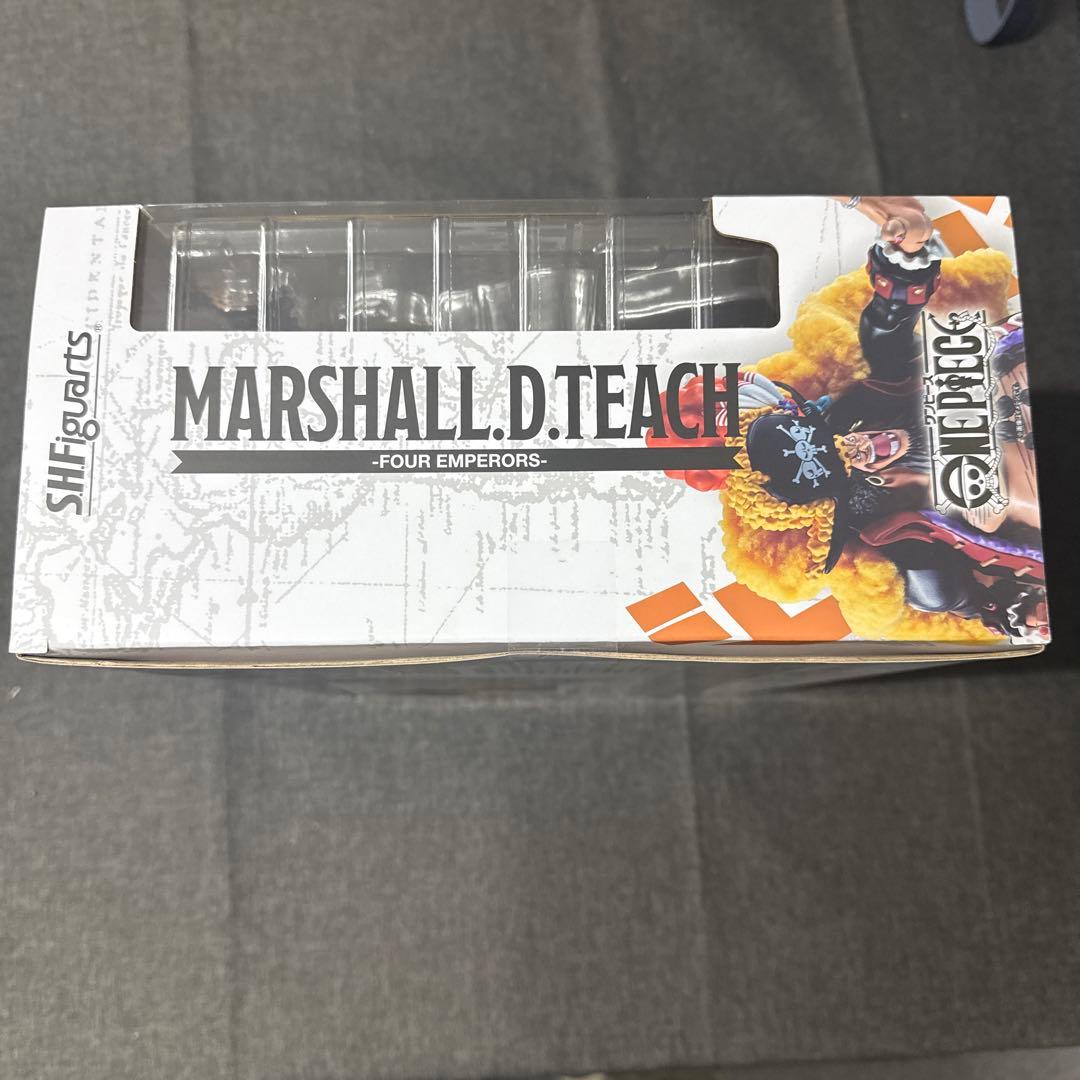 S.H.Figuarts®
MARSHALL.D.TEACH
-FOUR EMPERORS-
ONE PIECE
ワンピース